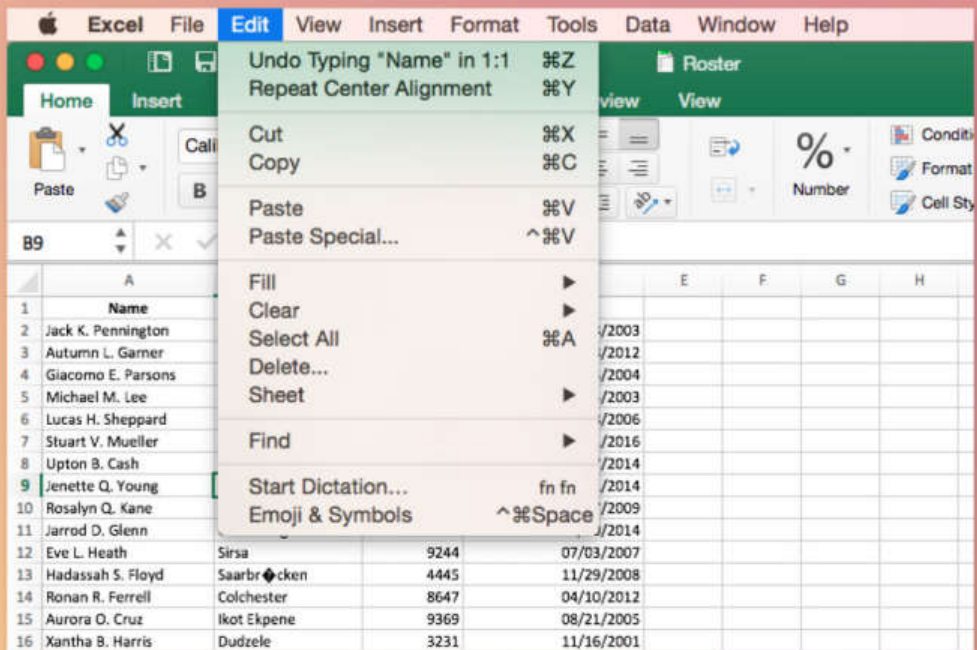 Excel File Edit View Insert Format Tools Data Window Help
Undo Typing "Name" in 1:1 ⌘Z
Roster
Repeat Center Alignment ⌘Y
Home Insert view View
Cut ⌘X
Copy ⌘C
Cali
Conditi
Format
Paste B Number
Cell Sty
Paste ⌘V
Paste Special... ^⌘V
B9
A E F G H
Fill
Clear
Select All ⌘A
Delete...
Sheet
Find
Start Dictation... fn fn
Emoji & Symbols ^⌘Space
1 Name
2 Jack K. Pennington /2003
3 Autumn L. Garner /2012
4 Giacomo E. Parsons /2004
5 Michael M. Lee /2003
6 Lucas H. Sheppard /2006
7 Stuart V. Mueller /2016
8 Upton B. Cash /2014
9 Jenette Q. Young /2014
10 Rosalyn Q. Kane /2009
11 Jarrod D. Glenn /2014
12 Eve L. Heath Sirsa 9244 07/03/2007
13 Hadassah S. Floyd Saarbr�cken 4445 11/29/2008
14 Ronan R. Ferrell Colchester 8647 04/10/2012
15 Aurora O. Cruz Ikot Ekpene 9369 08/21/2005
16 Xantha B. Harris Dudzele 3231 11/16/2001